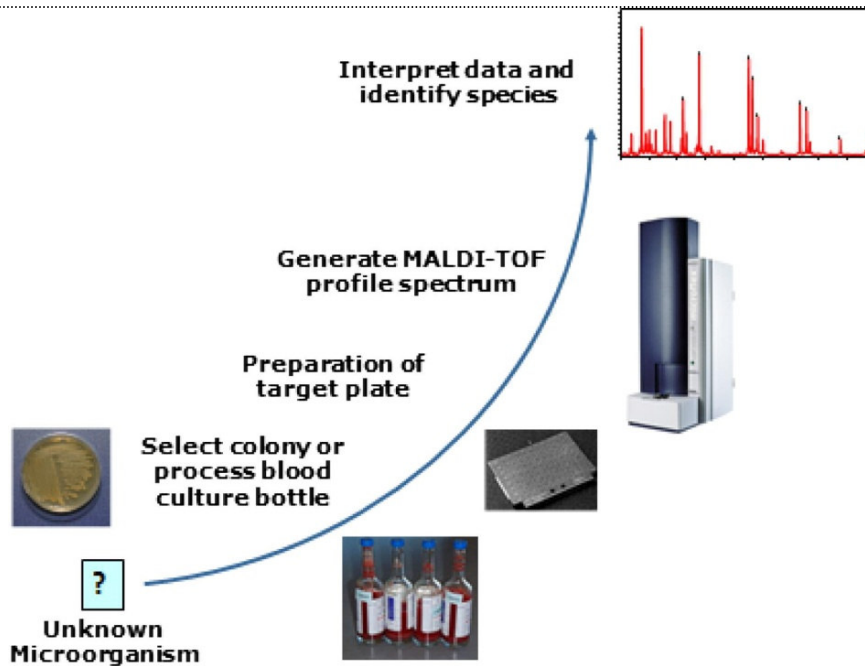 Interpret data and
identify species
Generate MALDI-TOF
profile spectrum
Preparation of
target plate
Select colony or
process blood
culture bottle
?
Unknown
Microorganism